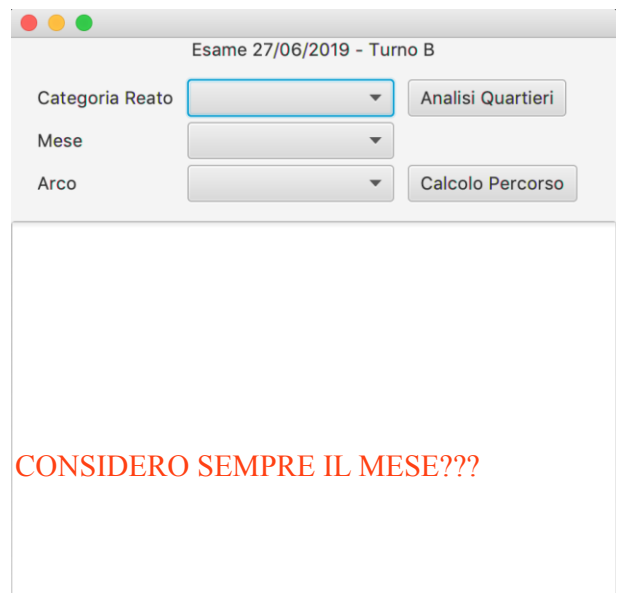 Esame 27/06/2019 - Turno B
Categoria Reato
Analisi Quartieri
Mese
Arco
Calcolo Percorso
CONSIDERO SEMPRE IL MESE???